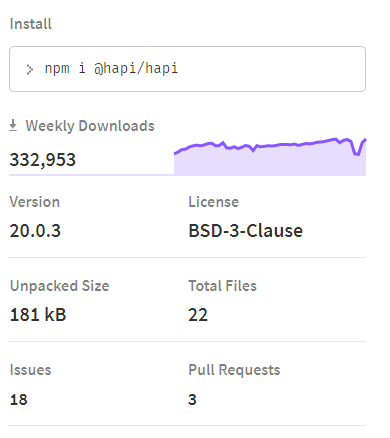 Install
> npm i @hapi/hapi
Weekly Downloads
332,953
Version License
20.0.3 BSD-3-Clause
Unpacked Size Total Files
181 kB 22
Issues Pull Requests
18 3